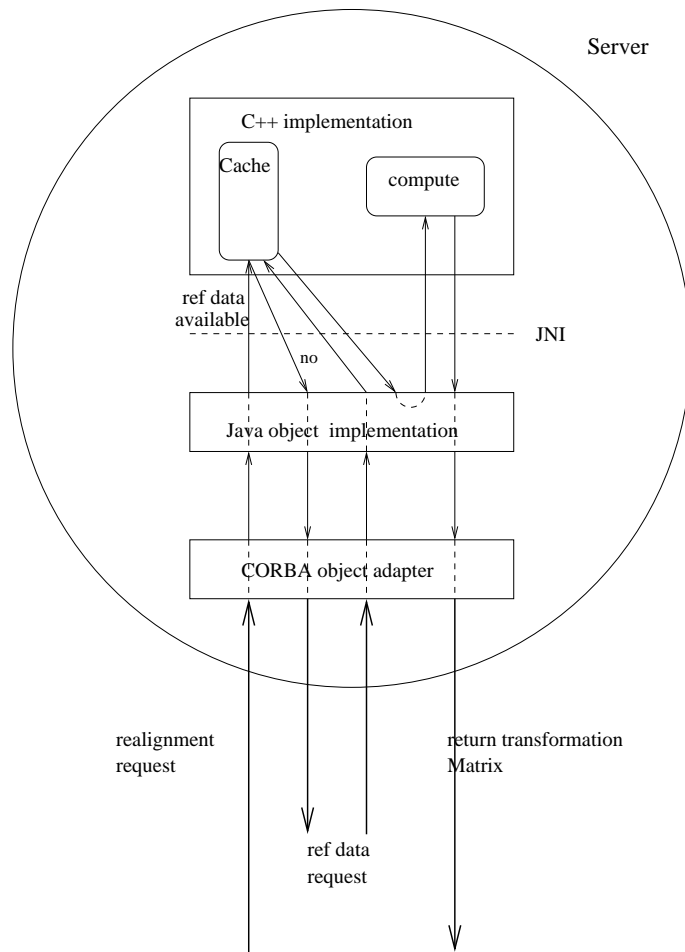 Server
C++ implementation
Cache
compute
ref data
available
JNI
no
Java object implementation
CORBA object adapter
realignment
request
return transformation
Matrix
ref data
request